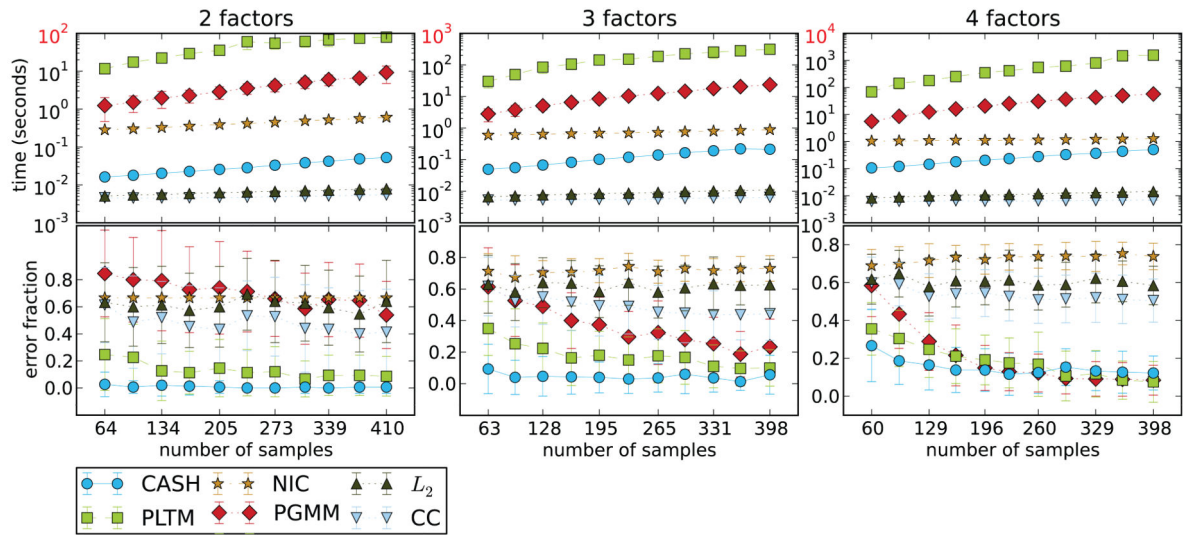 2 factors
3 factors
4 factors
time (seconds)
10^2
10^1
10^0
10^-1
10^-2
10^-3
10^3
10^2
10^1
10^0
10^-1
10^-2
10^-3
10^4
10^3
10^2
10^1
10^0
10^-1
10^-2
10^-3
error fraction
10
0.8
0.6
0.4
0.2
0.0
10
0.8
0.6
0.4
0.2
0.0
0.8
0.6
0.4
0.2
0.0
64 134 205 273 339 410
63 128 195 265 331 398
60 129 196 260 329 398
number of samples
number of samples
number of samples
CASH NIC L2
PLTM PGMM CC